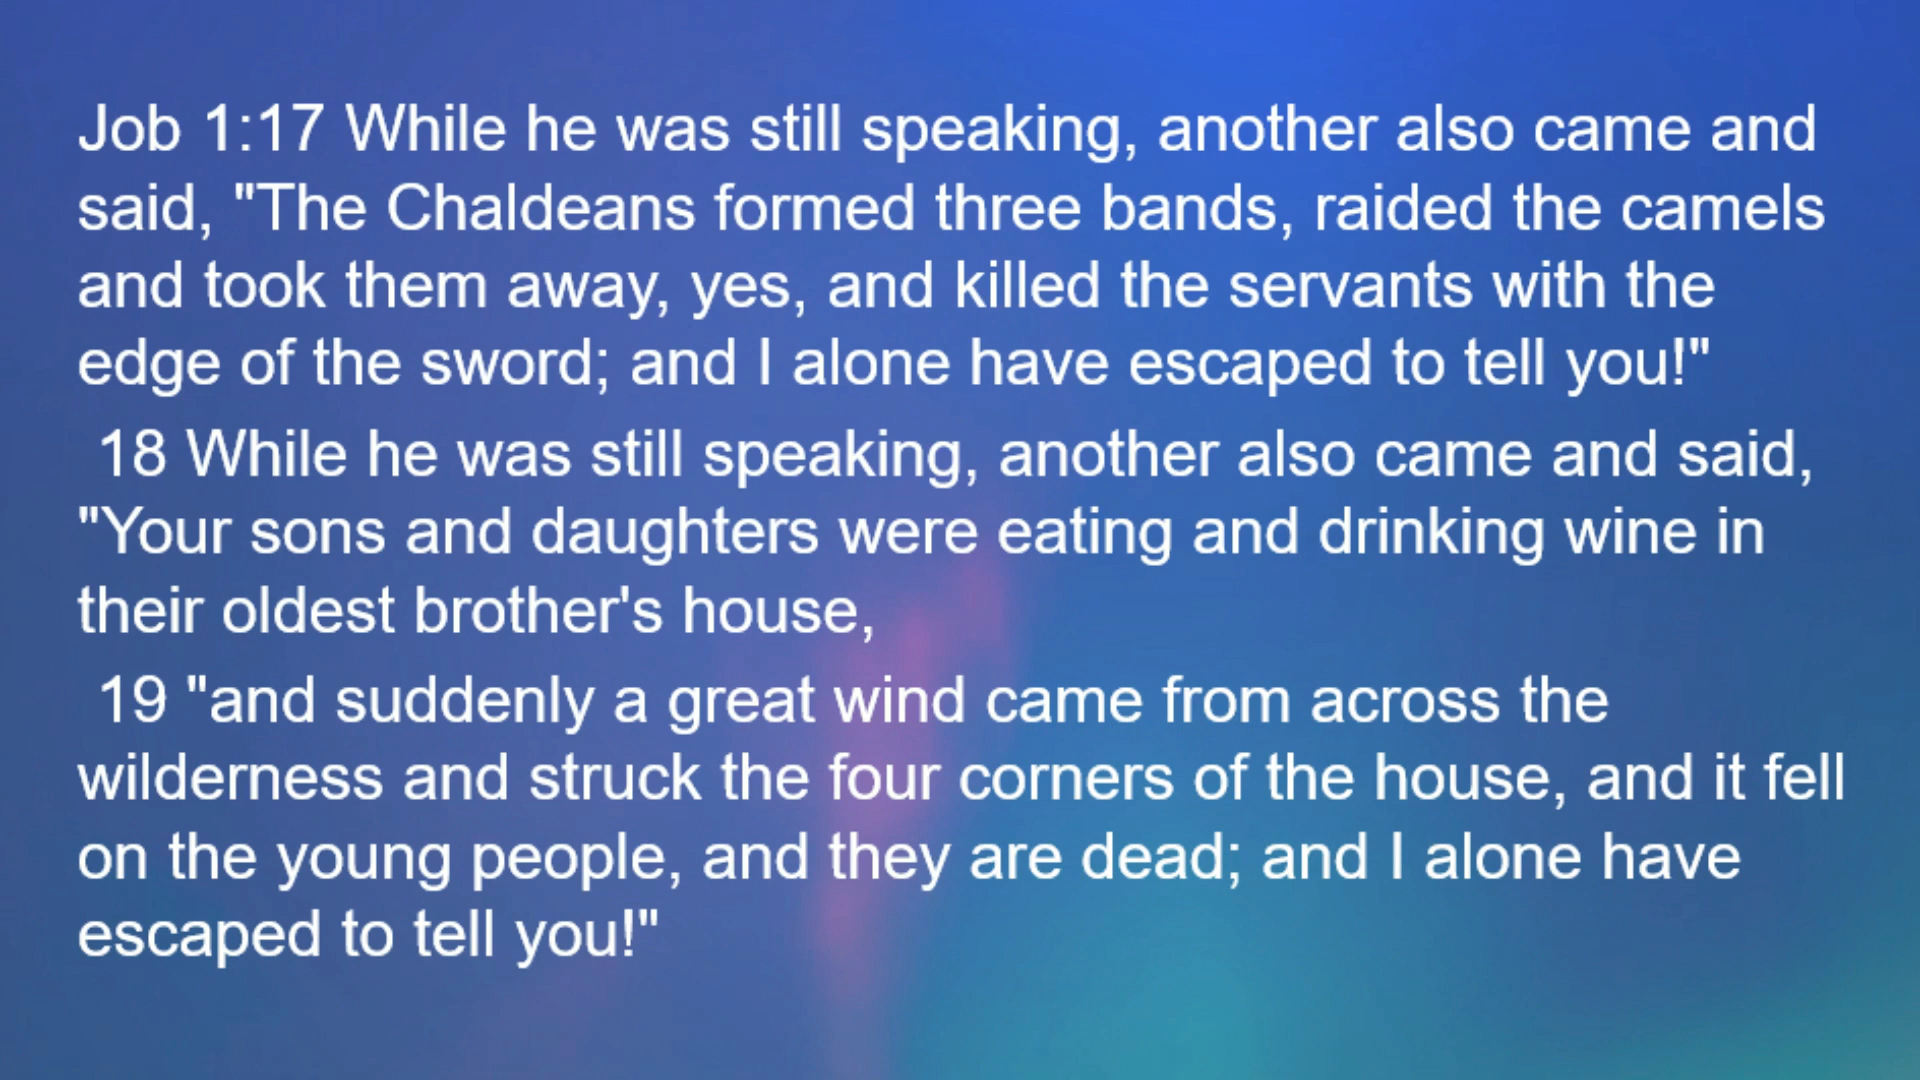 Job 1:17 While he was still speaking, another also came and
said, "The Chaldeans formed three bands, raided the camels
and took them away, yes, and killed the servants with the
edge of the sword; and I alone have escaped to tell you!"
18 While he was still speaking, another also came and said,
"Your sons and daughters were eating and drinking wine in
their oldest brother's house,
19 "and suddenly a great wind came from across the
wilderness and struck the four corners of the house, and it fell
on the young people, and they are dead; and I alone have
escaped to tell you!"